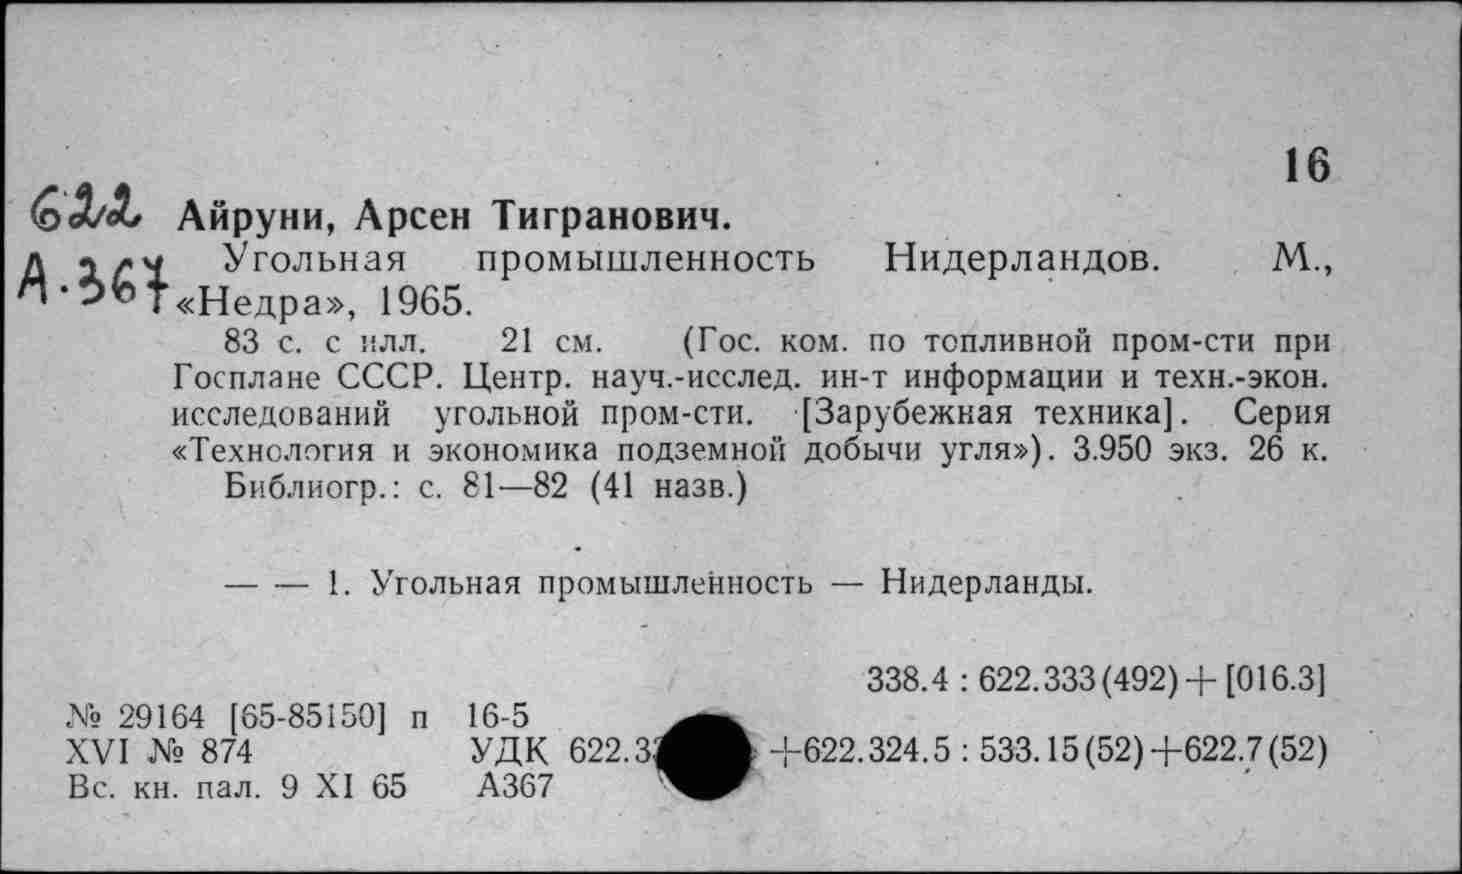 16
622 Айруни, Арсен Тигранович.
А.367 Угольная промышленность Нидерландов. М.,
«Недра», 1965.
83 с. с илл. 21 см. (Гос. ком. по топливной пром-сти при
Госплане СССР. Центр. науч.-исслед. ин-т информации и техн.-экон.
исследований угольной пром-сти. [Зарубежная техника]. Серия
«Технология и экономика подземной добычи угля»). 3.950 экз. 26 к.
Библиогр.: с. 81—82 (41 назв.)
— — 1. Угольная промышленность — Нидерланды.
338.4 : 622.333(492)+[016.3]
№ 29164 [65-85150] п 16-5
XVI № 874 УДК +622.324.5 : 533.15(52)+622.7(52)
Вс. кн. пал. 9 XI 65 А367